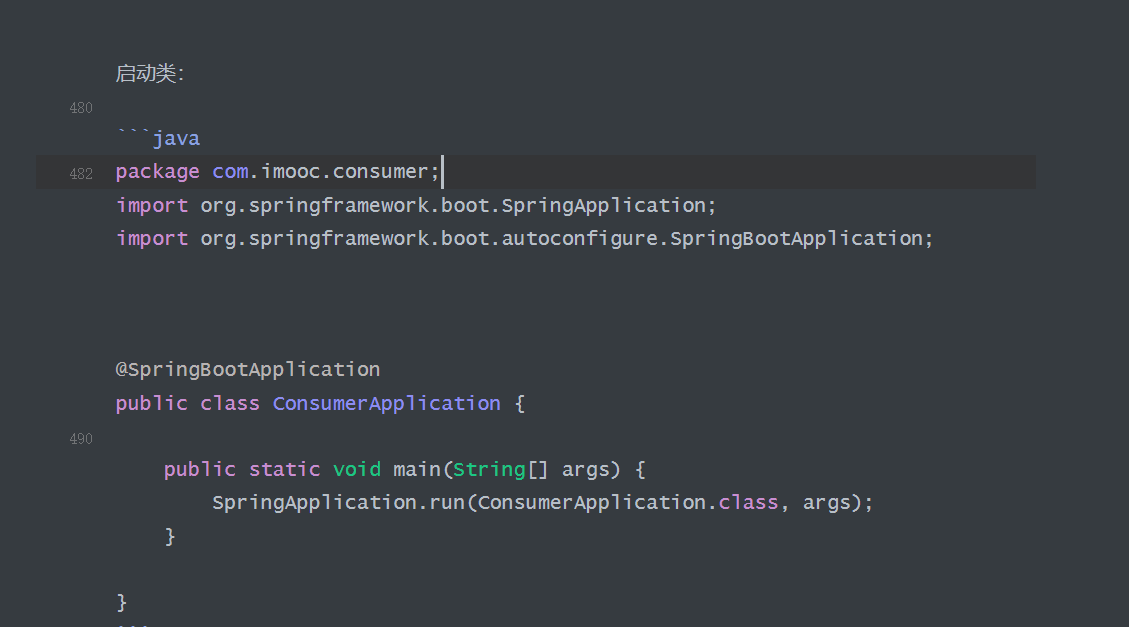 启动类：
480
```java
482 package com.imooc.consumer;
import org.springframework.boot.SpringApplication;
import org.springframework.boot.autoconfigure.SpringBootApplication;
@SpringBootApplication
public class ConsumerApplication {
490
    public static void main(String[] args) {
        SpringApplication.run(ConsumerApplication.class, args);
    }
}
```